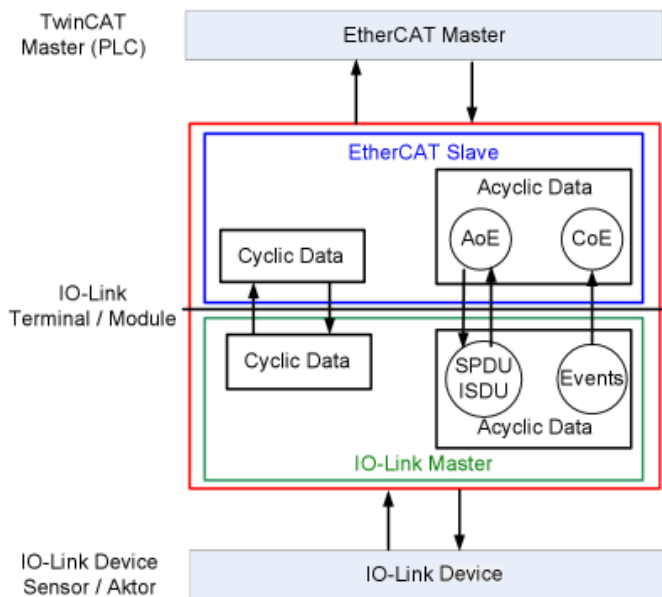 TwinCAT
Master (PLC)
EtherCAT Master
EtherCAT Slave
Acyclic Data
AoE
CoE
Cyclic Data
IO-Link
Terminal / Module
Cyclic Data
SPDU
ISDU
Events
Acyclic Data
IO-Link Master
IO-Link Device
Sensor / Aktor
IO-Link Device